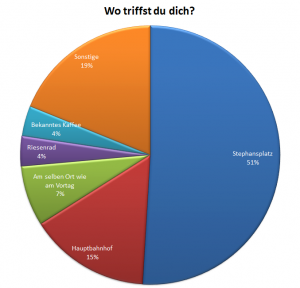 Wo triffst du dich?
Sonstige
19%
Bekanntes Kaffee
4%
Riesenrad
4%
Am selben Ort wie
am Vortag
7%
Hauptbahnhof
15%
Stephansplatz
51%